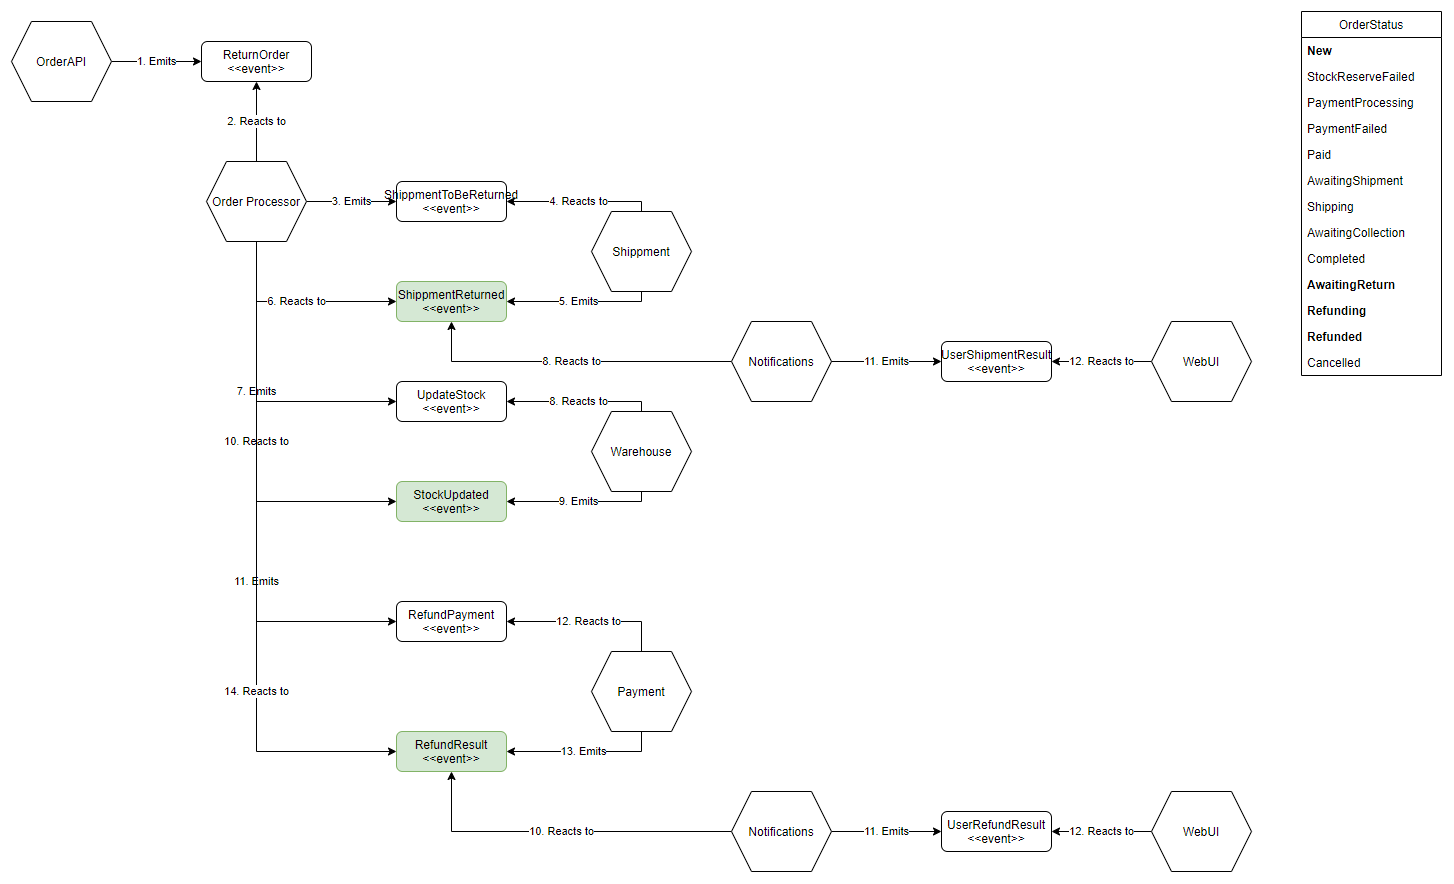 OrderAPI
1. Emits
ReturnOrder
<<event>>
2. Reacts to
Order Processor
3. Emits
ShippmentToBeReturned
<<event>>
4. Reacts to
Shippment
6. Reacts to
ShippmentReturned
<<event>>
5. Emits
8. Reacts to
Notifications
11. Emits
UserShipmentResult
<<event>>
12. Reacts to
WebUI
7. Emits
UpdateStock
<<event>>
8. Reacts to
Warehouse
10. Reacts to
StockUpdated
<<event>>
9. Emits
11. Emits
RefundPayment
<<event>>
12. Reacts to
Payment
14. Reacts to
RefundResult
<<event>>
13. Emits
10. Reacts to
Notifications
11. Emits
UserRefundResult
<<event>>
12. Reacts to
WebUI
OrderStatus
New
StockReserveFailed
PaymentProcessing
PaymentFailed
Paid
AwaitingShipment
Shipping
AwaitingCollection
Completed
AwaitingReturn
Refunding
Refunded
Cancelled